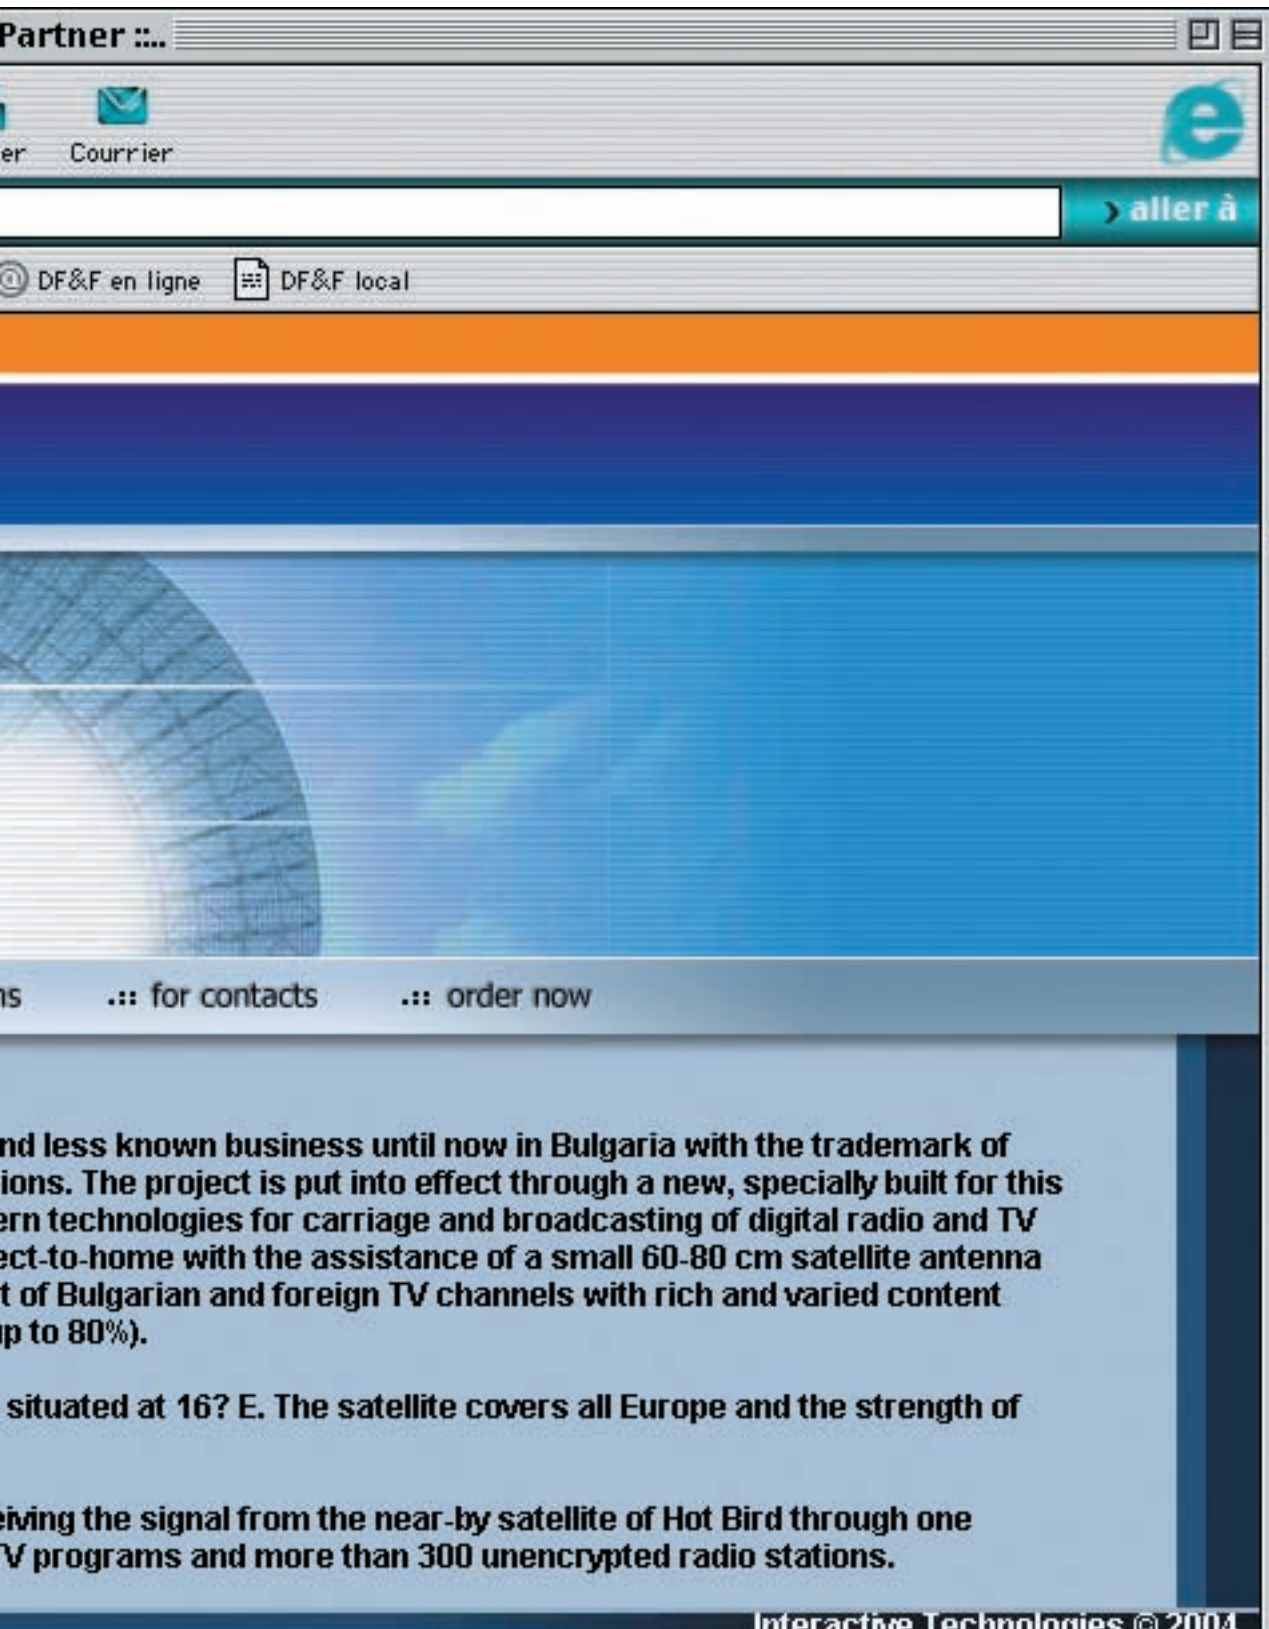 Partner ::..
er Courrier
› aller à
DF&F en ligne DF&F local
ns .:: for contacts .:: order now
nd less known business until now in Bulgaria with the trademark of
ions. The project is put into effect through a new, specially built for this
ern technologies for carriage and broadcasting of digital radio and TV
ect-to-home with the assistance of a small 60-80 cm satellite antenna
t of Bulgarian and foreign TV channels with rich and varied content
up to 80%).
situated at 16? E. The satellite covers all Europe and the strength of
eiving the signal from the near-by satellite of Hot Bird through one
TV programs and more than 300 unencrypted radio stations.
Interactive Technologies © 2004